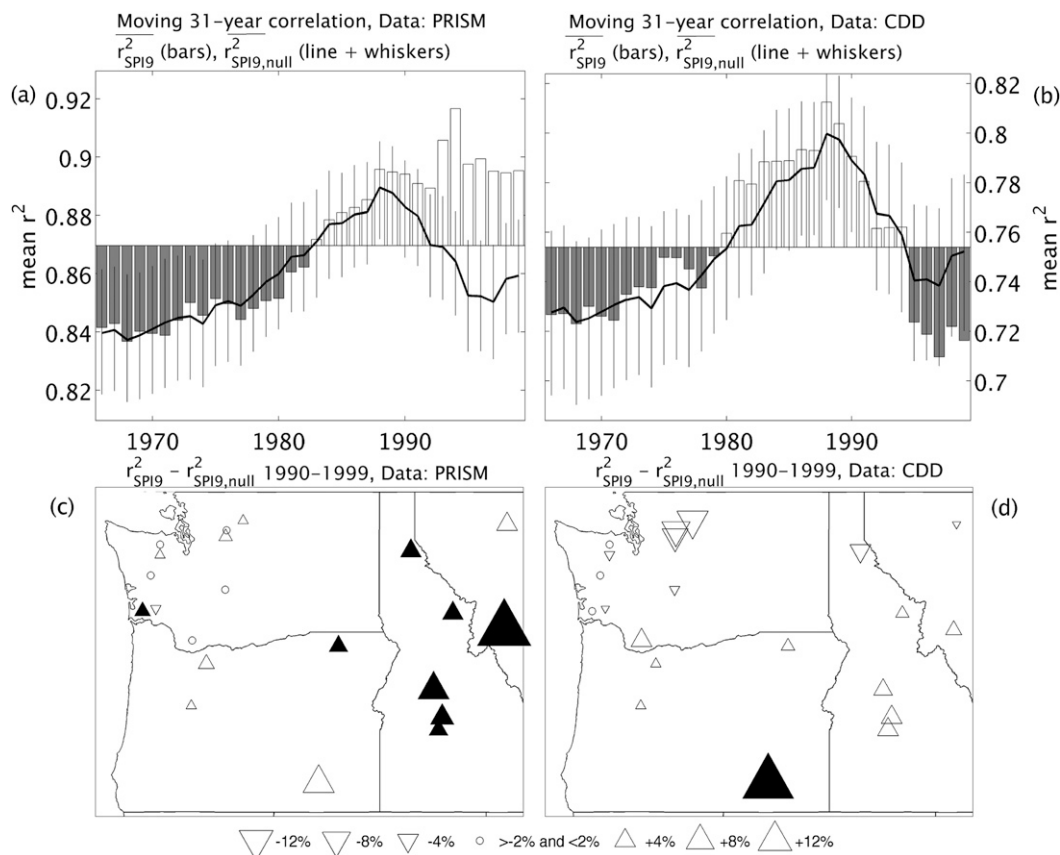 Moving 31-year correlation, Data: PRISM
r²SPI9 (bars), r²SPI9,null (line + whiskers)
Moving 31-year correlation, Data: CDD
r²SPI9 (bars), r²SPI9,null (line + whiskers)
(a)
0.92
0.9
0.88
0.86
0.84
0.82
mean r²
1970
1980
1990
(b)
0.82
0.8
0.78
0.76
0.74
0.72
0.7
mean r²
1970
1980
1990
r²SPI9 - r²SPI9,null 1990-1999, Data: PRISM
(c)
r²SPI9 - r²SPI9,null 1990-1999, Data: CDD
(d)
-12% -8% -4% >-2% and <2% +4% +8% +12%